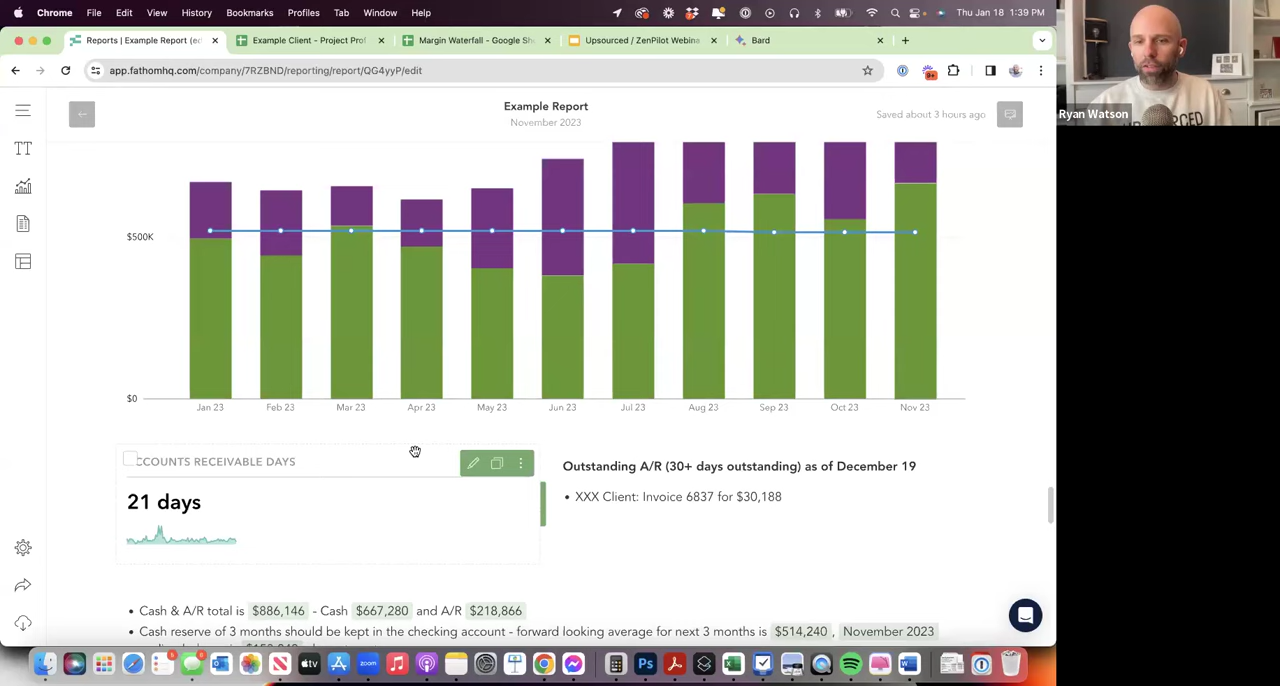 Chrome File Edit View History Bookmarks Profiles Tab Window Help Thu Jan 18 1:39 PM
Reports | Example Report (ec Example Client - Project Prof Margin Waterfall - Google She Upsourced / ZenPilot Webina Bard
app.fathomhq.com/company/7RZBND/reporting/report/QG4yyP/edit
9+
Ryan Watson
Example Report
November 2023
Saved about 3 hours ago
$500K
$0
Jan 23 Feb 23 Mar 23 Apr 23 May 23 Jun 23 Jul 23 Aug 23 Sep 23 Oct 23 Nov 23
CCOUNTS RECEIVABLE DAYS
21 days
Outstanding A/R (30+ days outstanding) as of December 19
• XXX Client: Invoice 6837 for $30,188
• Cash & A/R total is $886,146 - Cash $667,280 and A/R $218,866
• Cash reserve of 3 months should be kept in the checking account - forward looking average for next 3 months is $514,240 , November 2023